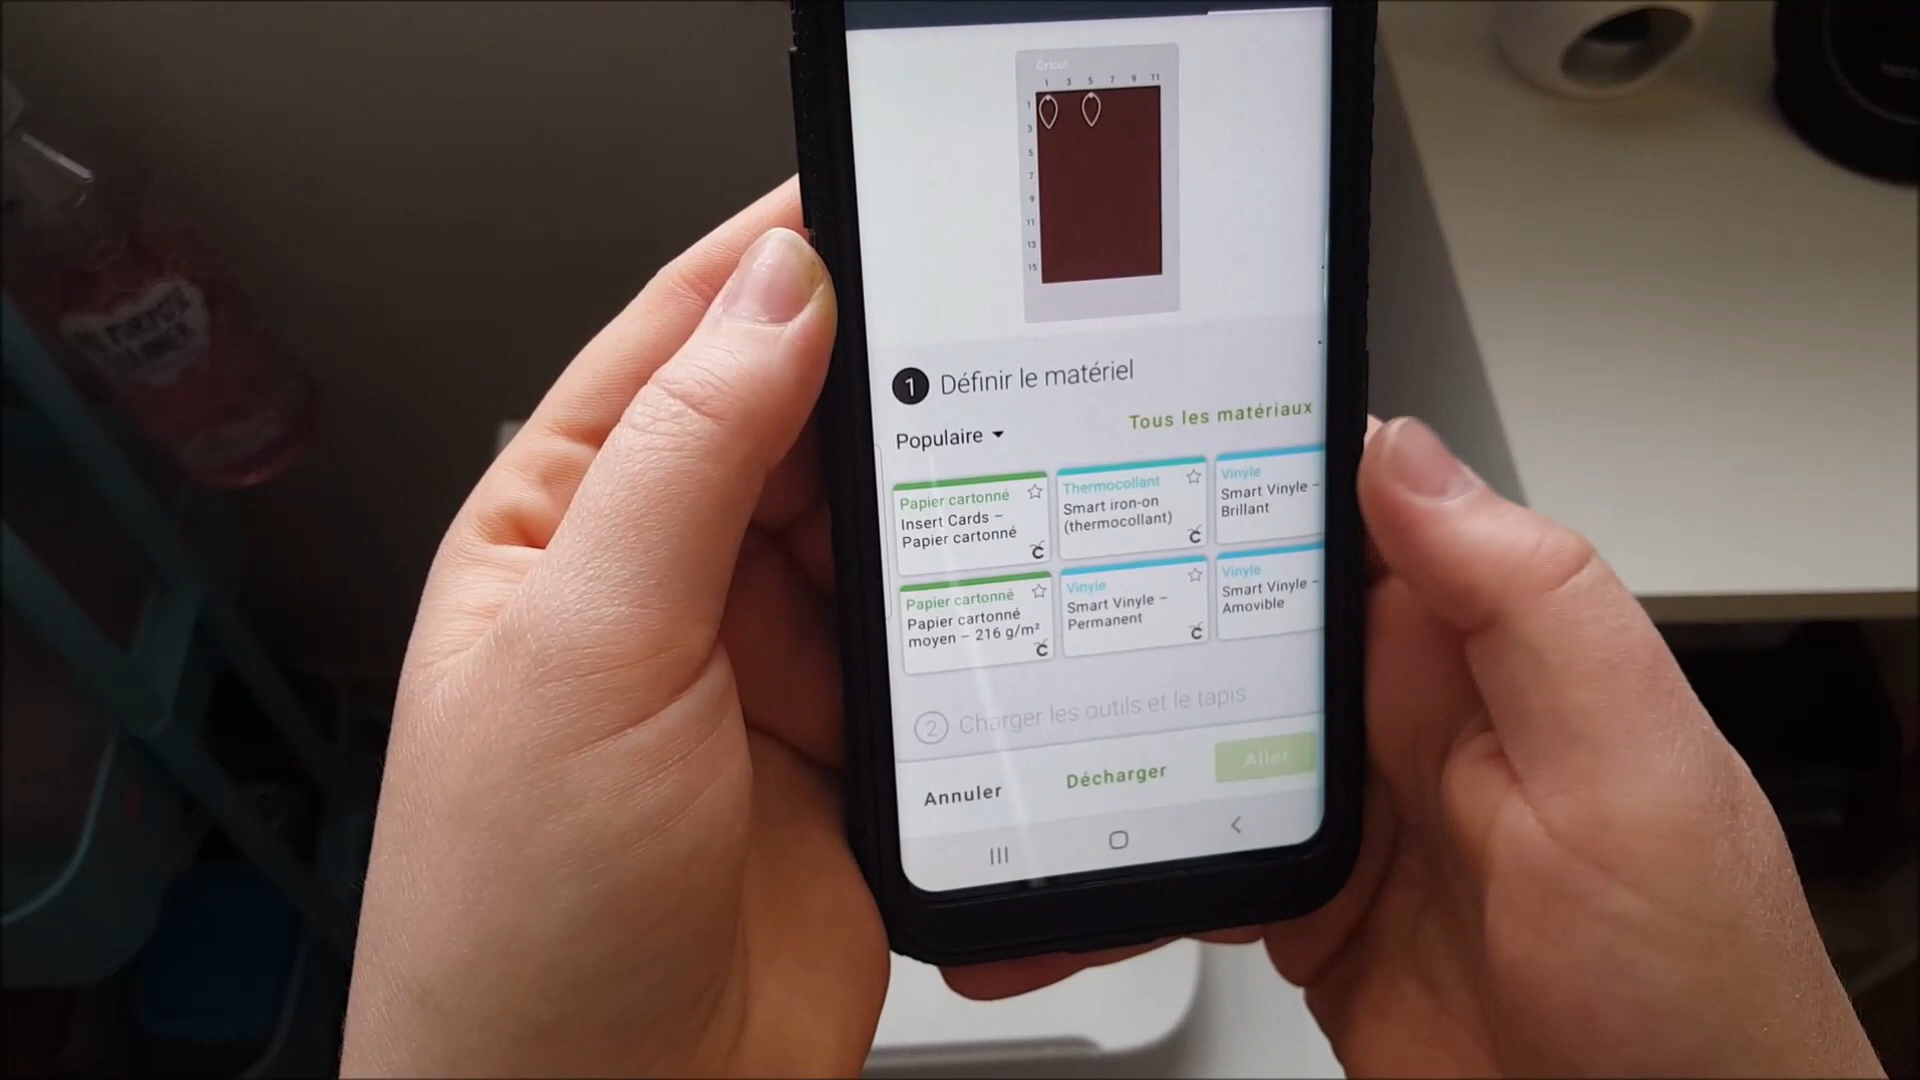 Cricut
1 3 5 7 9 11
1
3
5
7
9
11
13
15
1 Définir le matériel
Tous les matériaux
Populaire
Papier cartonné
Insert Cards –
Papier cartonné
Thermocollant
Smart iron-on
(thermocollant)
Vinyle
Smart Vinyle –
Brillant
Papier cartonné
Papier cartonné
moyen – 216 g/m²
Vinyle
Smart Vinyle –
Permanent
Vinyle
Smart Vinyle –
Amovible
2 Charger les outils et le tapis
Annuler
Décharger
Aller